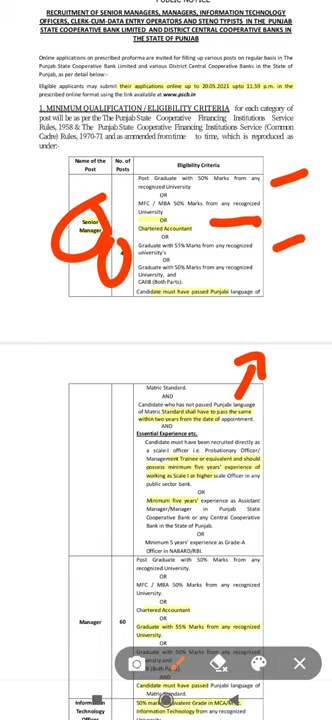 PUBLIC NOTICE
RECRUITMENT OF SENIOR MANAGERS, MANAGERS, INFORMATION TECHNOLOGY
OFFICERS, CLERK-CUM-DATA ENTRY OPERATORS AND STENO TYPISTS IN THE PUNJAB
STATE COOPERATIVE BANK LIMITED AND DISTRICT CENTRAL COOPERATIVE BANKS IN
THE STATE OF PUNJAB
Online applications on prescribed proforma are invited for filling up various posts on regular basis in The
Punjab State Cooperative Bank Limited and various District Central Cooperative Banks in the State of
Punjab, as per detail below:-
Eligible applicants may submit their applications online up to 20.05.2021 upto 11.59 p.m. in the
prescribed online format using the link available at www.pscb.in
1. MINIMUM QUALIFICATION / ELIGIBILITY CRITERIA for each category of
post will be as per the The Punjab State Cooperative Financing Institutions Service
Rules, 1958 & The Punjab State Cooperative Financing Institutions Service (Common
Cadre) Rules, 1970-71 and as ammended from time to time, which is reproduced as
under:-
Name of the Post
No. of Posts
Eligibility Criteria
Senior Manager
Post Graduate with 50% Marks from any
recognized University
OR
MFC / MBA 50% Marks from any recognized
University
OR
Chartered Accountant
OR
Graduate with 55% Marks from any recognized
university's
OR
Graduate with 50% Marks from any recognized
University, and
CAIIB (Both Parts).
Candidate must have passed Punjabi language of
Matric Standard.
AND
Candidate who has not passed Punjabi language
of Matric Standard shall have to pass the same
within two years from the date of appointment.
AND
Essential Experience etc.
Candidate must have been recruited directly as
a scale-I officer i.e. Probationary Officer/
Management Trainee or equivalent and should
possess minimum five years' experience of
working as Scale I or higher scale Officer in any
public sector bank.
OR
Minimum five years' experience as Assistant
Manager/Manager in Punjab State
Cooperative Bank or any Central Cooperative
Bank in the State of Punjab.
OR
Minimum 5 years' experience as Grade-A
Officer in NABARD/RBI.
Manager
60
Post Graduate with 50% Marks from any
recognized University.
OR
MFC / MBA 50% Marks from any recognized
University.
OR
Chartered Accountant
OR
Graduate with 55% Marks from any recognized
University.
OR
Graduate with 50% Marks from any recognized
University and
(Both Parts)
AND
Candidate must have passed Punjabi language of
Matric Standard.
Information Technology
50% marks Equivalent Grade in MCA/
Information Technology from any recognized